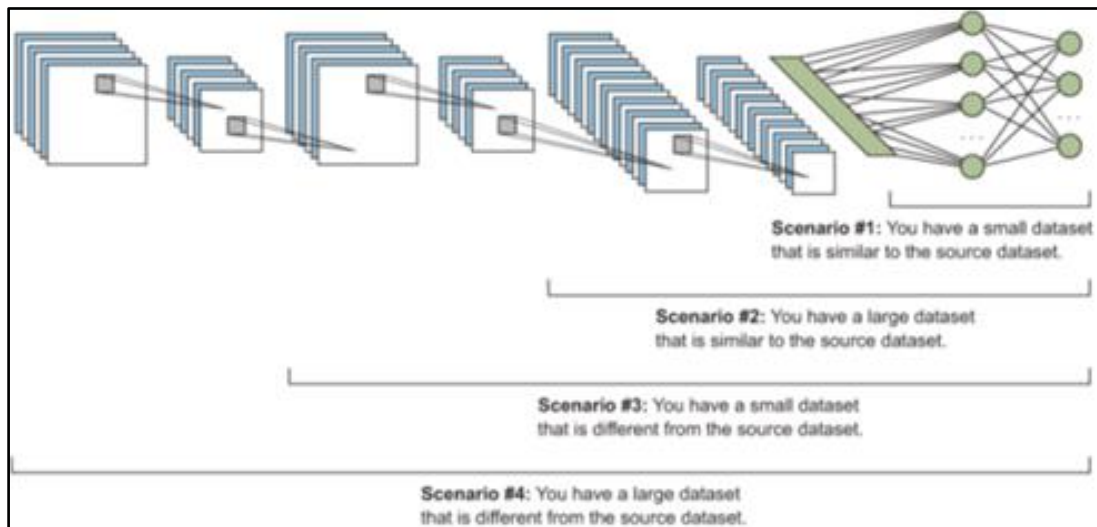 Scenario #1: You have a small dataset
that is similar to the source dataset.
Scenario #2: You have a large dataset
that is similar to the source dataset.
Scenario #3: You have a small dataset
that is different from the source dataset.
Scenario #4: You have a large dataset
that is different from the source dataset.